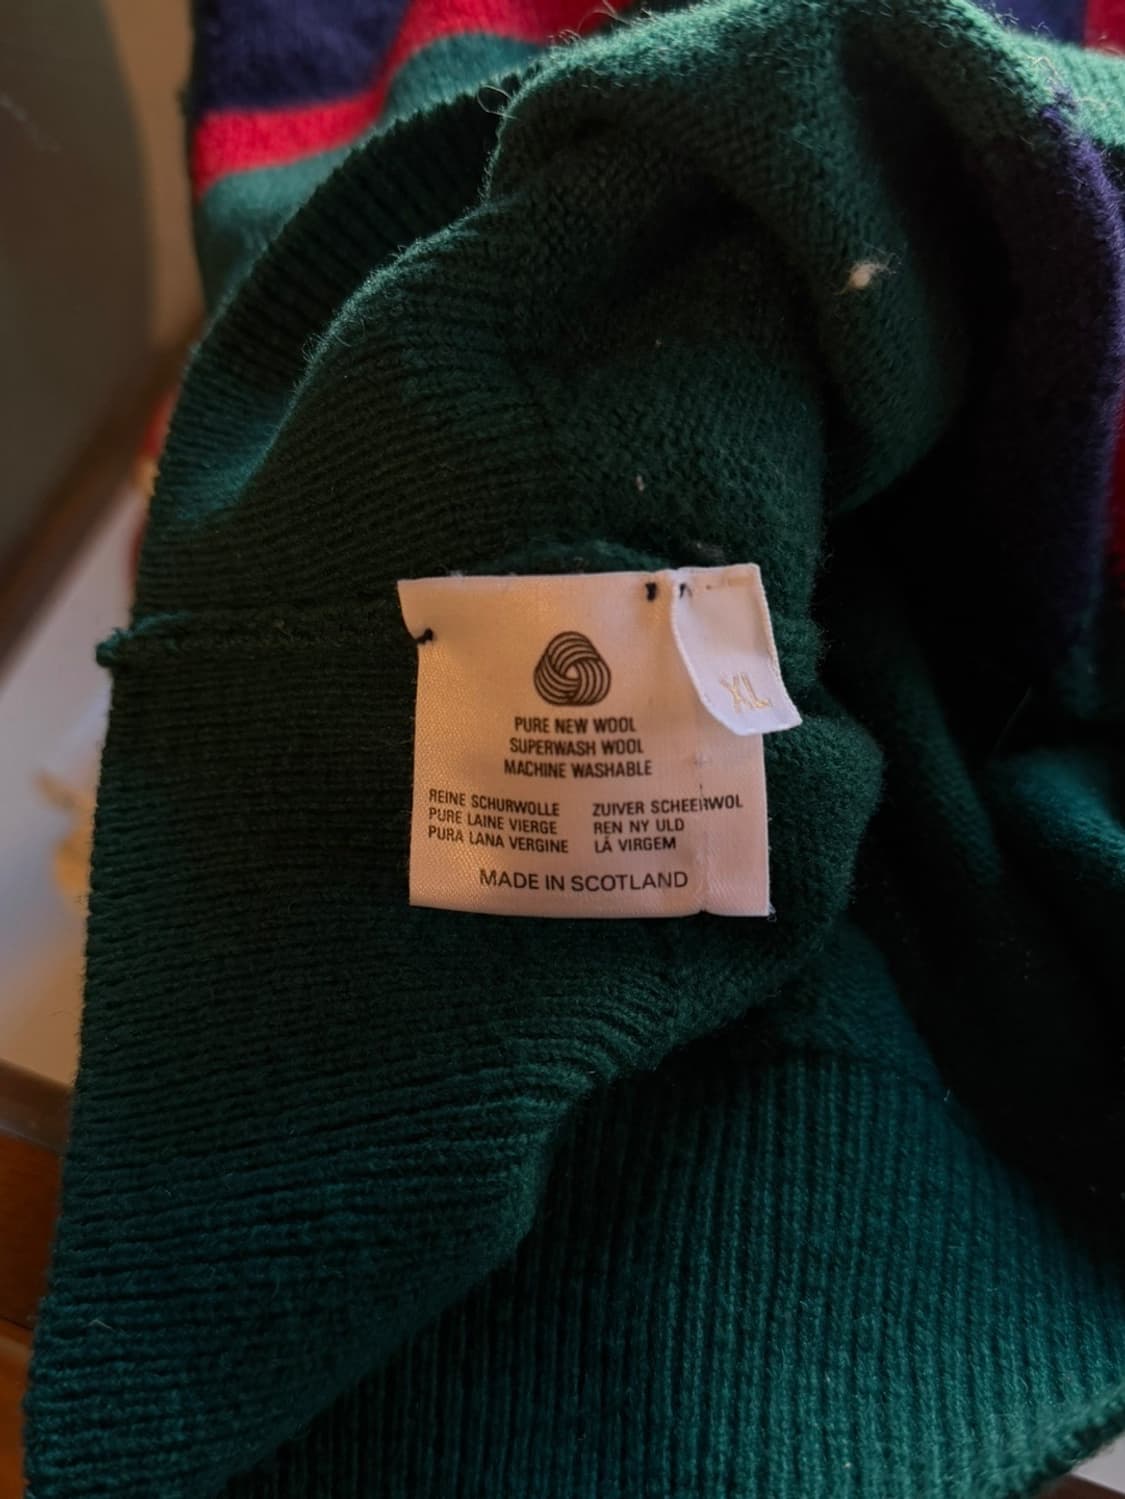 XL
PURE NEW WOOL
SUPERWASH WOOL
MACHINE WASHABLE
REINE SCHURWOLLE
PURE LAINE VIERGE
PURA LANA VERGINE
ZUIVER SCHEERWOL
REN NY ULD
LÃ VIRGEM
MADE IN SCOTLAND